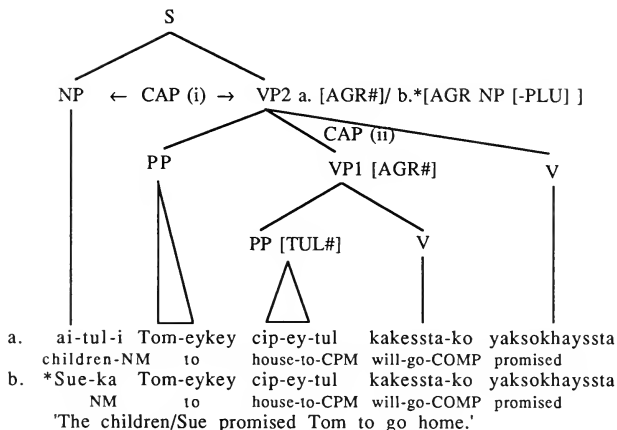 S
NP ← CAP (i) → VP2 a. [AGR#]/ b.*[AGR NP [-PLU] ]
CAP (ii)
PP VP1 [AGR#] V
PP [TUL#] V
a. ai-tul-i Tom-eykey cip-ey-tul kakessta-ko yaksokhayssta
children-NM to house-to-CPM will-go-COMP promised
b. *Sue-ka Tom-eykey cip-ey-tul kakessta-ko yaksokhayssta
NM to house-to-CPM will-go-COMP promised
'The children/Sue promised Tom to go home.'